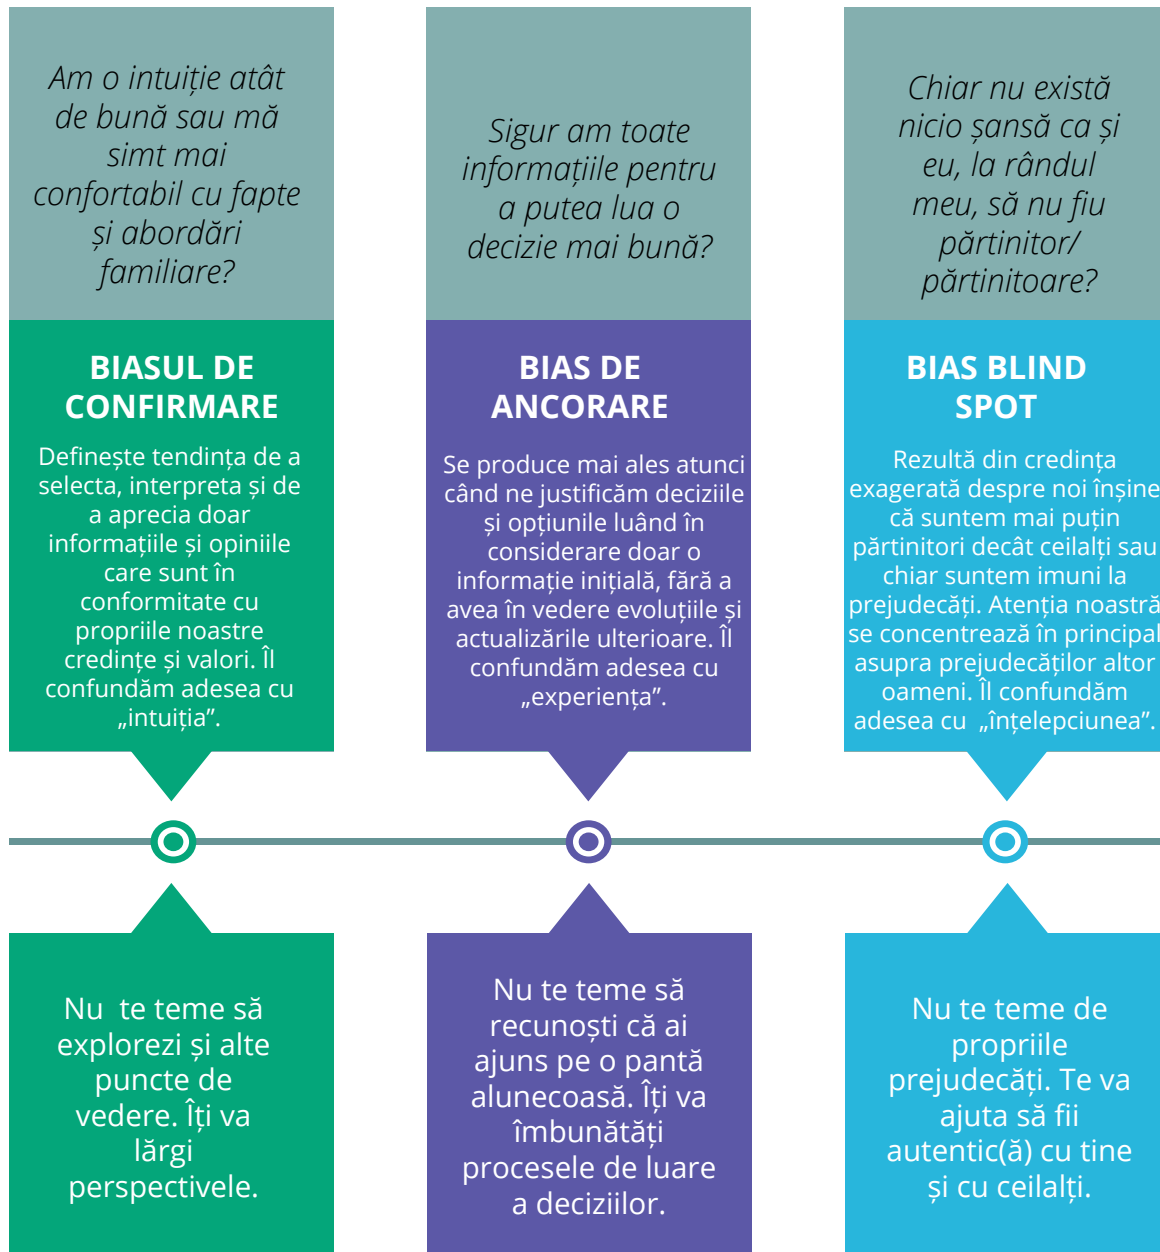 Am o intuiție atât
de bună sau mă
simt mai
confortabil cu fapte
și abordări
familiare?
BIASUL DE
CONFIRMARE
Definește tendința de a
selecta, interpreta și de
a aprecia doar
informațiile și opiniile
care sunt în
conformitate cu
propriile noastre
credințe și valori. Îl
confundăm adesea cu
„intuiția”.
Nu te teme să
explorezi și alte
puncte de
vedere. Îți va
lărgi
perspectivele.
Sigur am toate
informațiile pentru
a putea lua o
decizie mai bună?
BIAS DE
ANCORARE
Se produce mai ales atunci
când ne justificăm deciziile
și opțiunile luând în
considerare doar o
informație inițială, fără a
avea în vedere evoluțiile și
actualizările ulterioare. Îl
confundăm adesea cu
„experiența”.
Nu te teme să
recunoști că ai
ajuns pe o pantă
alunecoasă. Îți va
îmbunătăți
procesele de luare
a deciziilor.
Chiar nu există
nicio șansă ca și
eu, la rândul
meu, să nu fiu
părtinitor/
părtinitoare?
BIAS BLIND
SPOT
Rezultă din credința
exagerată despre noi înșine
că suntem mai puțin
părtinitori decât ceilalți sau
chiar suntem imuni la
prejudecăți. Atenția noastră
se concentrează în principal
asupra prejudecăților altor
oameni. Îl confundăm
adesea cu „înțelepciunea”.
Nu te teme de
propriile
prejudecăți. Te va
ajuta să fii
autentic(ă) cu tine
și cu ceilalți.